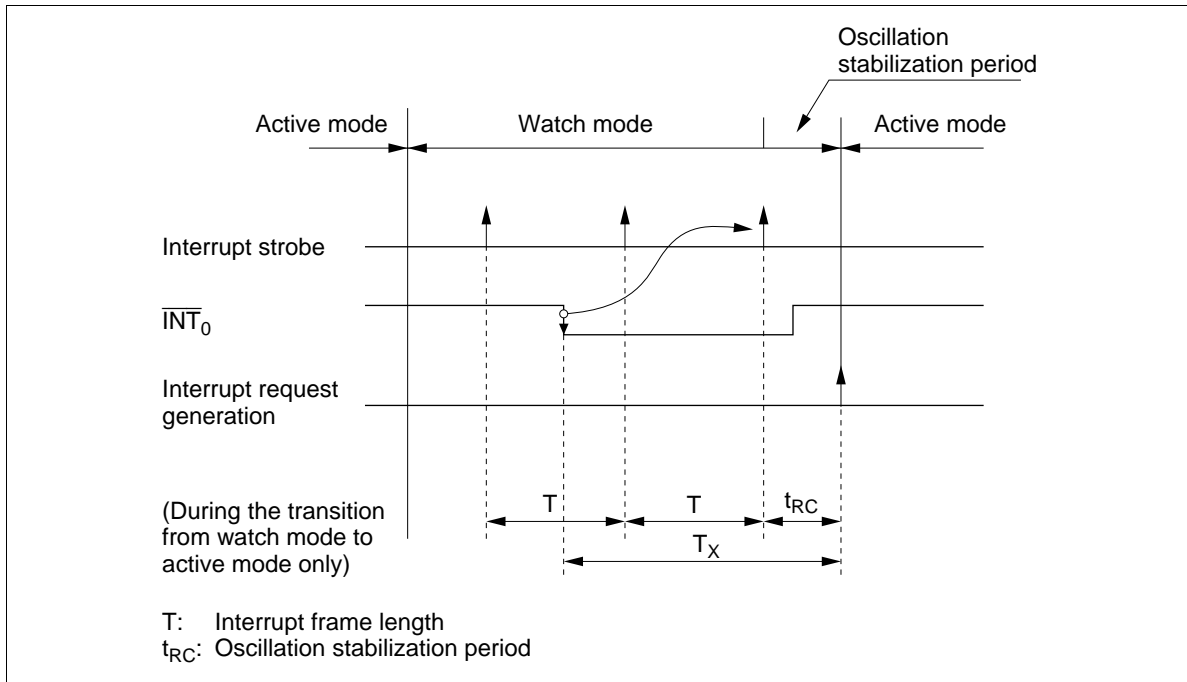 Oscillation
stabilization period
Active mode
Watch mode
Active mode
Interrupt strobe
INT0
Interrupt request
generation
(During the transition
from watch mode to
active mode only)
T
T
tRC
TX
T: Interrupt frame length
tRC: Oscillation stabilization period